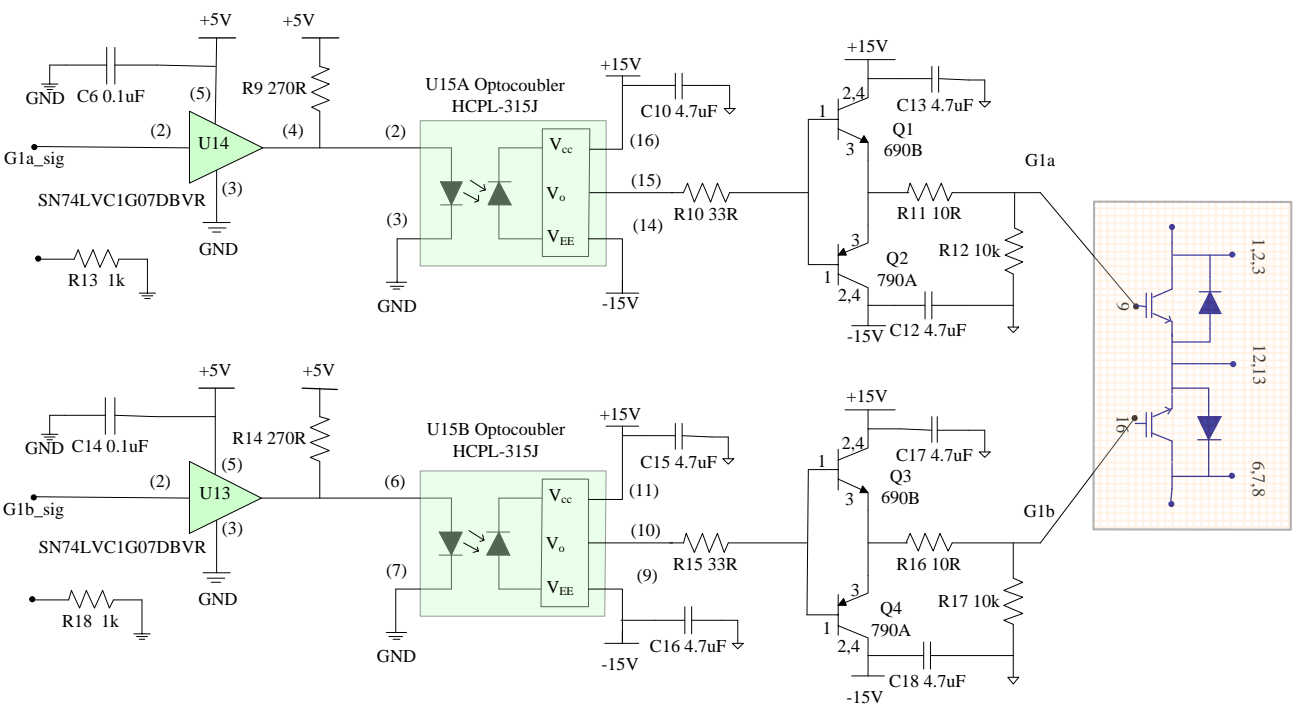 +5V
+5V
C6 0.1uF
GND
(5)
R9 270R
(2)
(4)
U14
G1a_sig
(3)
SN74LVC1G07DBVR
GND
R13 1k
U15A Optocoubler
HCPL-315J
(2)
(3)
GND
Vcc
Vo
VEE
+15V
C10 4.7uF
(16)
(15)
R10 33R
(14)
-15V
+15V
2,4
C13 4.7uF
1
Q1
690B
3
R11 10R
G1a
R12 10k
3
Q2
790A
1
2,4
-15V
C12 4.7uF
1,2,3
9
12,13
16
6,7,8
+5V
+5V
C14 0.1uF
GND
R14 270R
(5)
(2)
U13
G1b_sig
(3)
SN74LVC1G07DBVR
GND
R18 1k
U15B Optocoubler
HCPL-315J
(6)
(7)
GND
Vcc
Vo
VEE
+15V
C15 4.7uF
(11)
(10)
R15 33R
(9)
-15V
C16 4.7uF
+15V
2,4
C17 4.7uF
1
Q3
690B
3
R16 10R
G1b
R17 10k
3
Q4
790A
1
2,4
-15V
C18 4.7uF